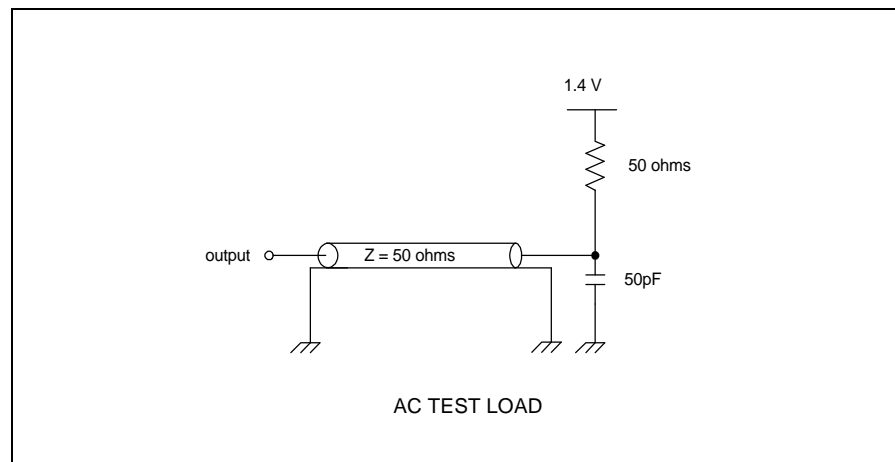 1.4 V
50 ohms
output
Z = 50 ohms
50pF
AC TEST LOAD